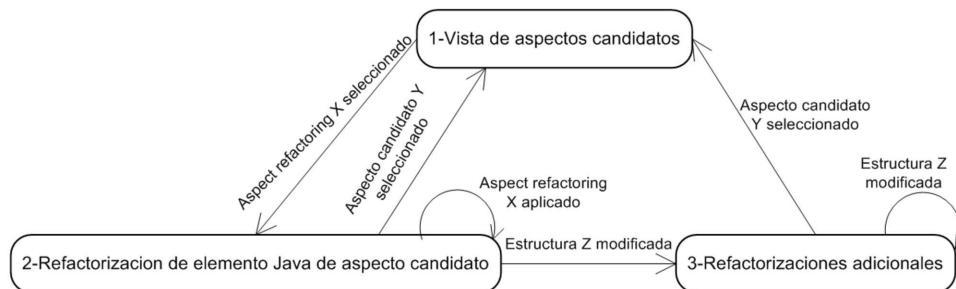 1-Vista de aspectos candidatos
Aspect refactoring X seleccionado
Aspecto candidato Y
seleccionado
Aspecto candidato
Y seleccionado
Estructura Z
modificada
Aspect refactoring
X aplicado
Estructura Z modificada
2-Refactorizacion de elemento Java de aspecto candidato
3-Refactorizaciones adicionales